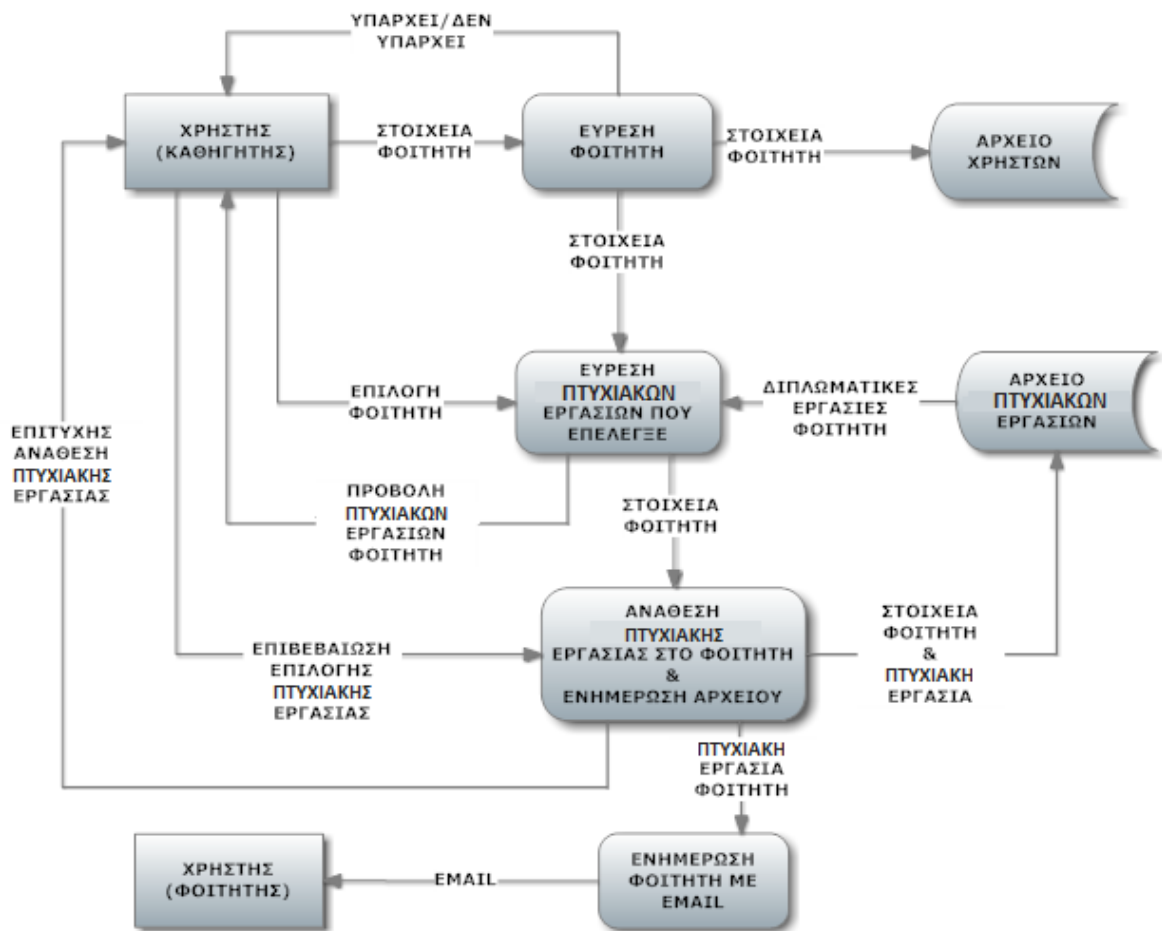 ΥΠΑΡΧΕΙ/ΔΕΝ
ΥΠΑΡΧΕΙ
ΧΡΗΣΤΗΣ
(ΚΑΘΗΓΗΤΗΣ)
ΣΤΟΙΧΕΙΑ
ΦΟΙΤΗΤΗ
ΕΥΡΕΣΗ
ΦΟΙΤΗΤΗ
ΣΤΟΙΧΕΙΑ
ΦΟΙΤΗΤΗ
ΑΡΧΕΙΟ
ΧΡΗΣΤΩΝ
ΣΤΟΙΧΕΙΑ
ΦΟΙΤΗΤΗ
ΕΠΙΛΟΓΗ
ΦΟΙΤΗΤΗ
ΕΥΡΕΣΗ
ΠΤΥΧΙΑΚΩΝ
ΕΡΓΑΣΙΩΝ ΠΟΥ
ΕΠΕΛΕΓΞΕ
ΔΙΠΛΩΜΑΤΙΚΕΣ
ΕΡΓΑΣΙΕΣ
ΦΟΙΤΗΤΗ
ΑΡΧΕΙΟ
ΠΤΥΧΙΑΚΩΝ
ΕΡΓΑΣΙΩΝ
ΕΠΙΤΥΧΗΣ
ΑΝΑΘΕΣΗ
ΠΤΥΧΙΑΚΗΣ
ΕΡΓΑΣΙΑΣ
ΠΡΟΒΟΛΗ
ΠΤΥΧΙΑΚΩΝ
ΕΡΓΑΣΙΩΝ
ΦΟΙΤΗΤΗ
ΣΤΟΙΧΕΙΑ
ΦΟΙΤΗΤΗ
ΕΠΙΒΕΒΑΙΩΣΗ
ΕΠΙΛΟΓΗΣ
ΠΤΥΧΙΑΚΗΣ
ΕΡΓΑΣΙΑΣ
ΑΝΑΘΕΣΗ
ΠΤΥΧΙΑΚΗΣ
ΕΡΓΑΣΙΑΣ ΣΤΟ ΦΟΙΤΗΤΗ
&
ΕΝΗΜΕΡΩΣΗ ΑΡΧΕΙΟΥ
ΣΤΟΙΧΕΙΑ
ΦΟΙΤΗΤΗ
&
ΠΤΥΧΙΑΚΗ
ΕΡΓΑΣΙΑ
ΠΤΥΧΙΑΚΗ
ΕΡΓΑΣΙΑ
ΦΟΙΤΗΤΗ
ΧΡΗΣΤΗΣ
(ΦΟΙΤΗΤΗΣ)
EMAIL
ΕΝΗΜΕΡΩΣΗ
ΦΟΙΤΗΤΗ ΜΕ
EMAIL